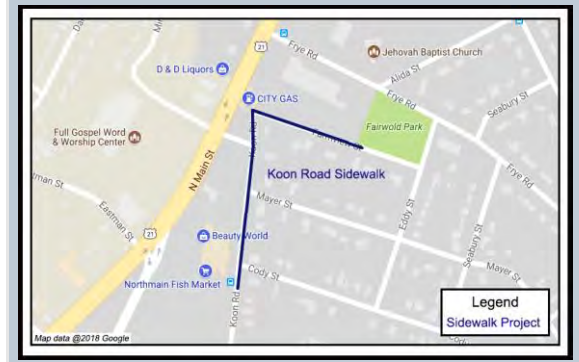 21
Frye Rd
Jehovah Baptist Church
D & D Liquors
Alida St
CITY GAS
Frye Rd
Seabury St
Full Gospel Word
& Worship Center
Koon Rd
Fairwold Park
N Main St
Koon Road Sidewalk
Frye Rd
Mayer St
Eastman St
Eddy St
Seabury St
21
Beauty World
Mayer St
Cody St
Northmain Fish Market
Koon Rd
Legend
Sidewalk Project
Map data @2018 Google